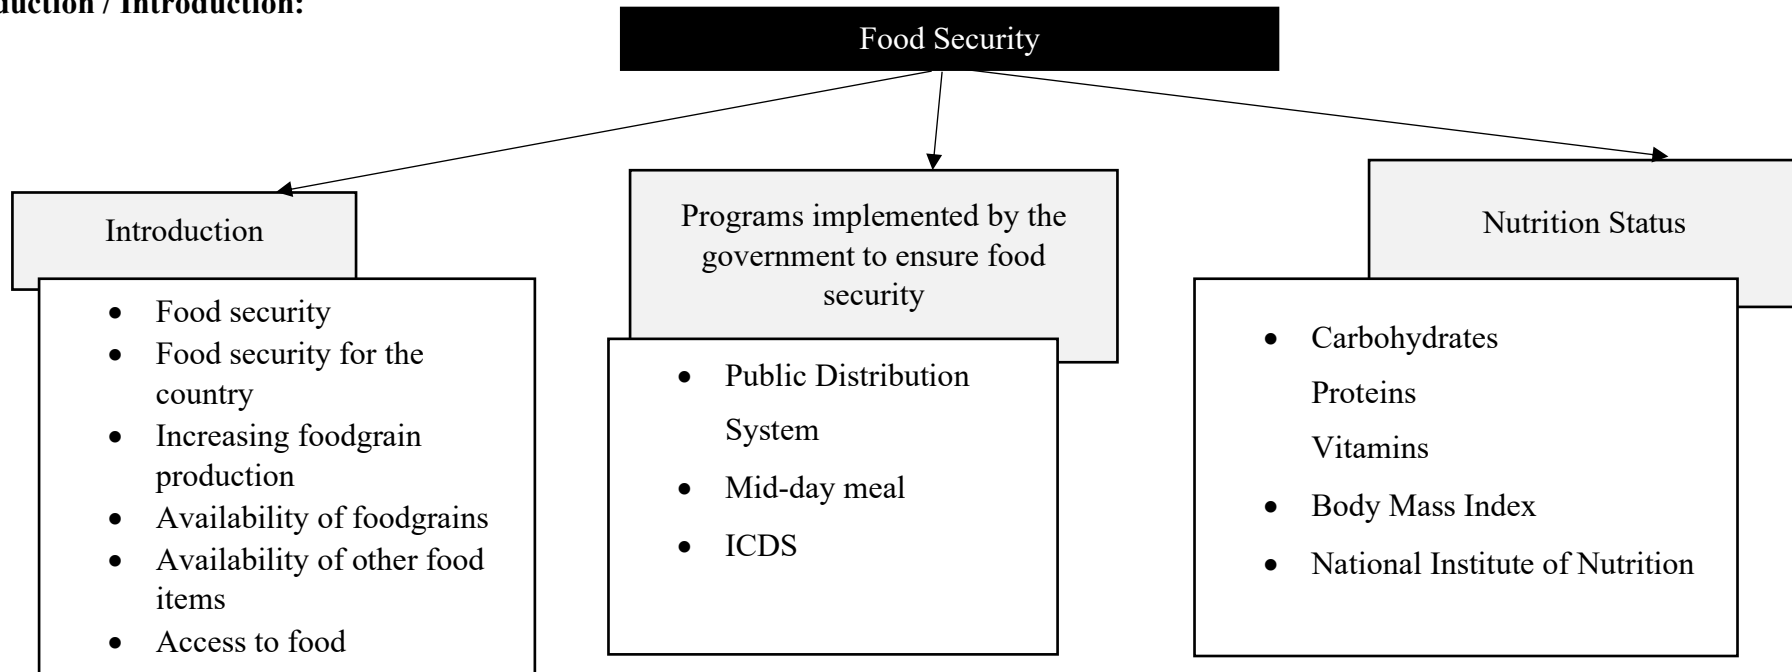 / Introduction:
Food Security
Introduction
• Food security
• Food security for the
country
• Increasing foodgrain
production
• Availability of foodgrains
• Availability of other food
items
• Access to food
Programs implemented by the
government to ensure food
security
• Public Distribution
System
• Mid-day meal
• ICDS
Nutrition Status
• Carbohydrates
Proteins
Vitamins
• Body Mass Index
• National Institute of Nutrition